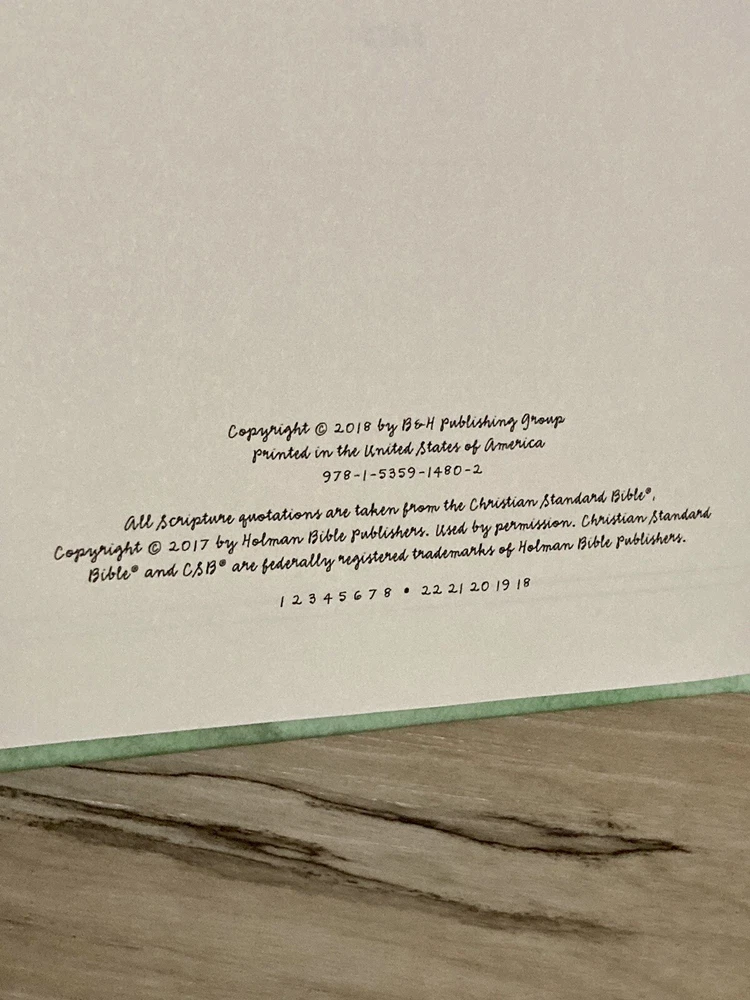 Copyright © 2018 by B&H Publishing Group
Printed in the United States of America
978-1-5359-1480-2
All Scripture quotations are taken from the Christian Standard Bible®,
Copyright © 2017 by Holman Bible Publishers. Used by permission. Christian Standard
Bible® and CSB® are federally registered trademarks of Holman Bible Publishers.
1 2 3 4 5 6 7 8 • 22 21 20 19 18